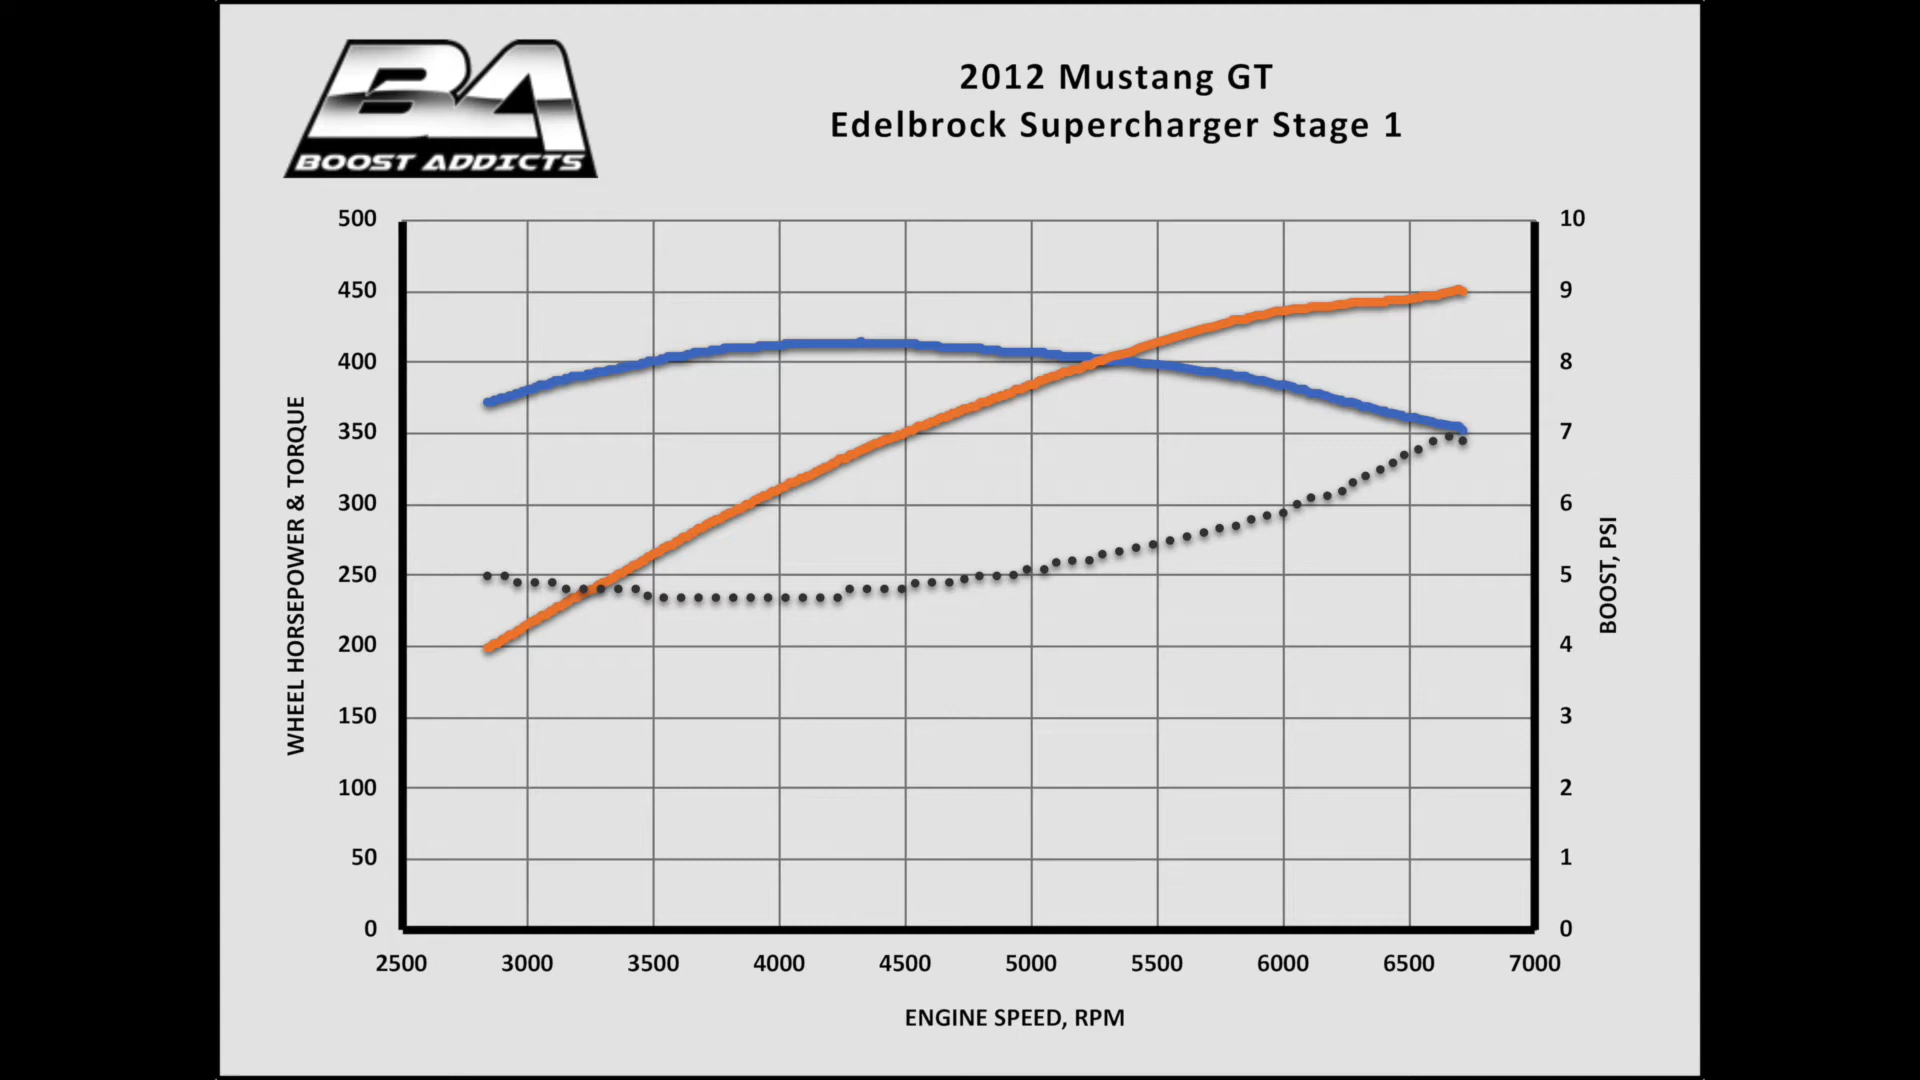 BA
BOOST ADDICTS
2012 Mustang GT
Edelbrock Supercharger Stage 1
WHEEL HORSEPOWER & TORQUE
500
450
400
350
300
250
200
150
100
50
0
10
9
8
7
6
5
4
3
2
1
0
BOOST, PSI
2500 3000 3500 4000 4500 5000 5500 6000 6500 7000
ENGINE SPEED, RPM